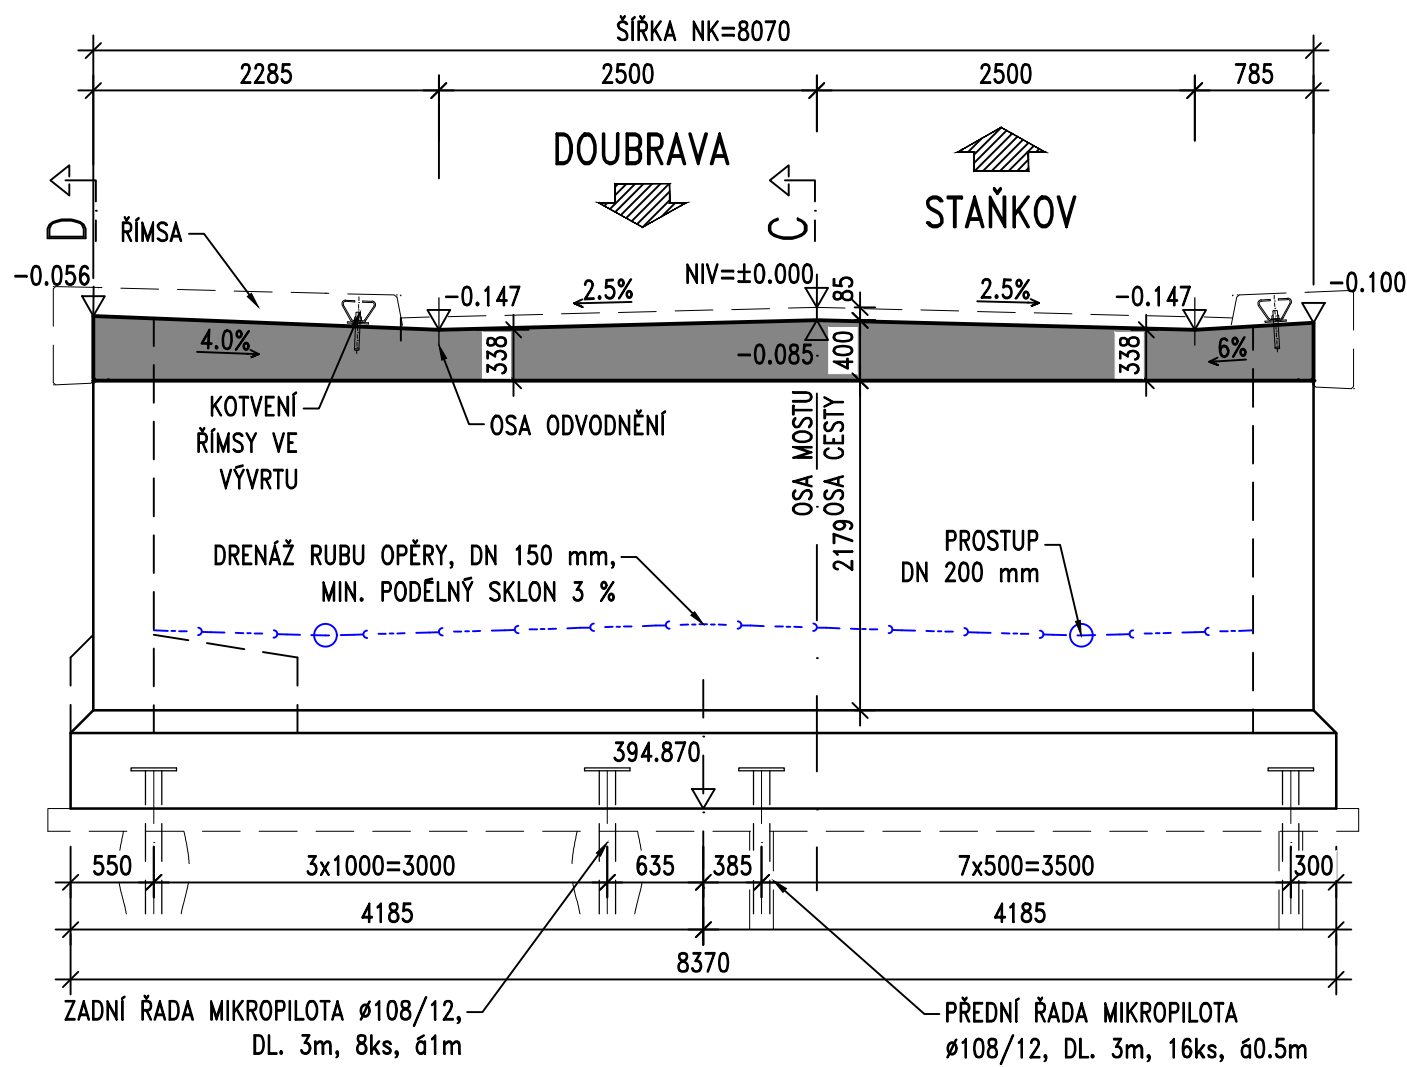 ŠÍŘKA NK=8070
2285
2500
2500
785
DOUBRAVA
STAŇKOV
D
C
ŘÍMSA
-0.056
NIV=±0.000
85
-0.100
-0.147
2.5%
2.5%
-0.147
4.0%
338
-0.085
400
338
6%
KOTVENÍ
ŘÍMSY VE
VÝVRTU
OSA ODVODNĚNÍ
OSA MOSTU
OSA CESTY
2179
DRENÁŽ RUBU OPĚRY, DN 150 mm,
MIN. PODÉLNÝ SKLON 3 %
PROSTUP
DN 200 mm
394.870
550
3x1000=3000
635
385
7x500=3500
300
4185
4185
8370
ZADNÍ ŘADA MIKROPILOTA ø108/12,
DL. 3m, 8ks, á1m
PŘEDNÍ ŘADA MIKROPILOTA
ø108/12, DL. 3m, 16ks, á0.5m